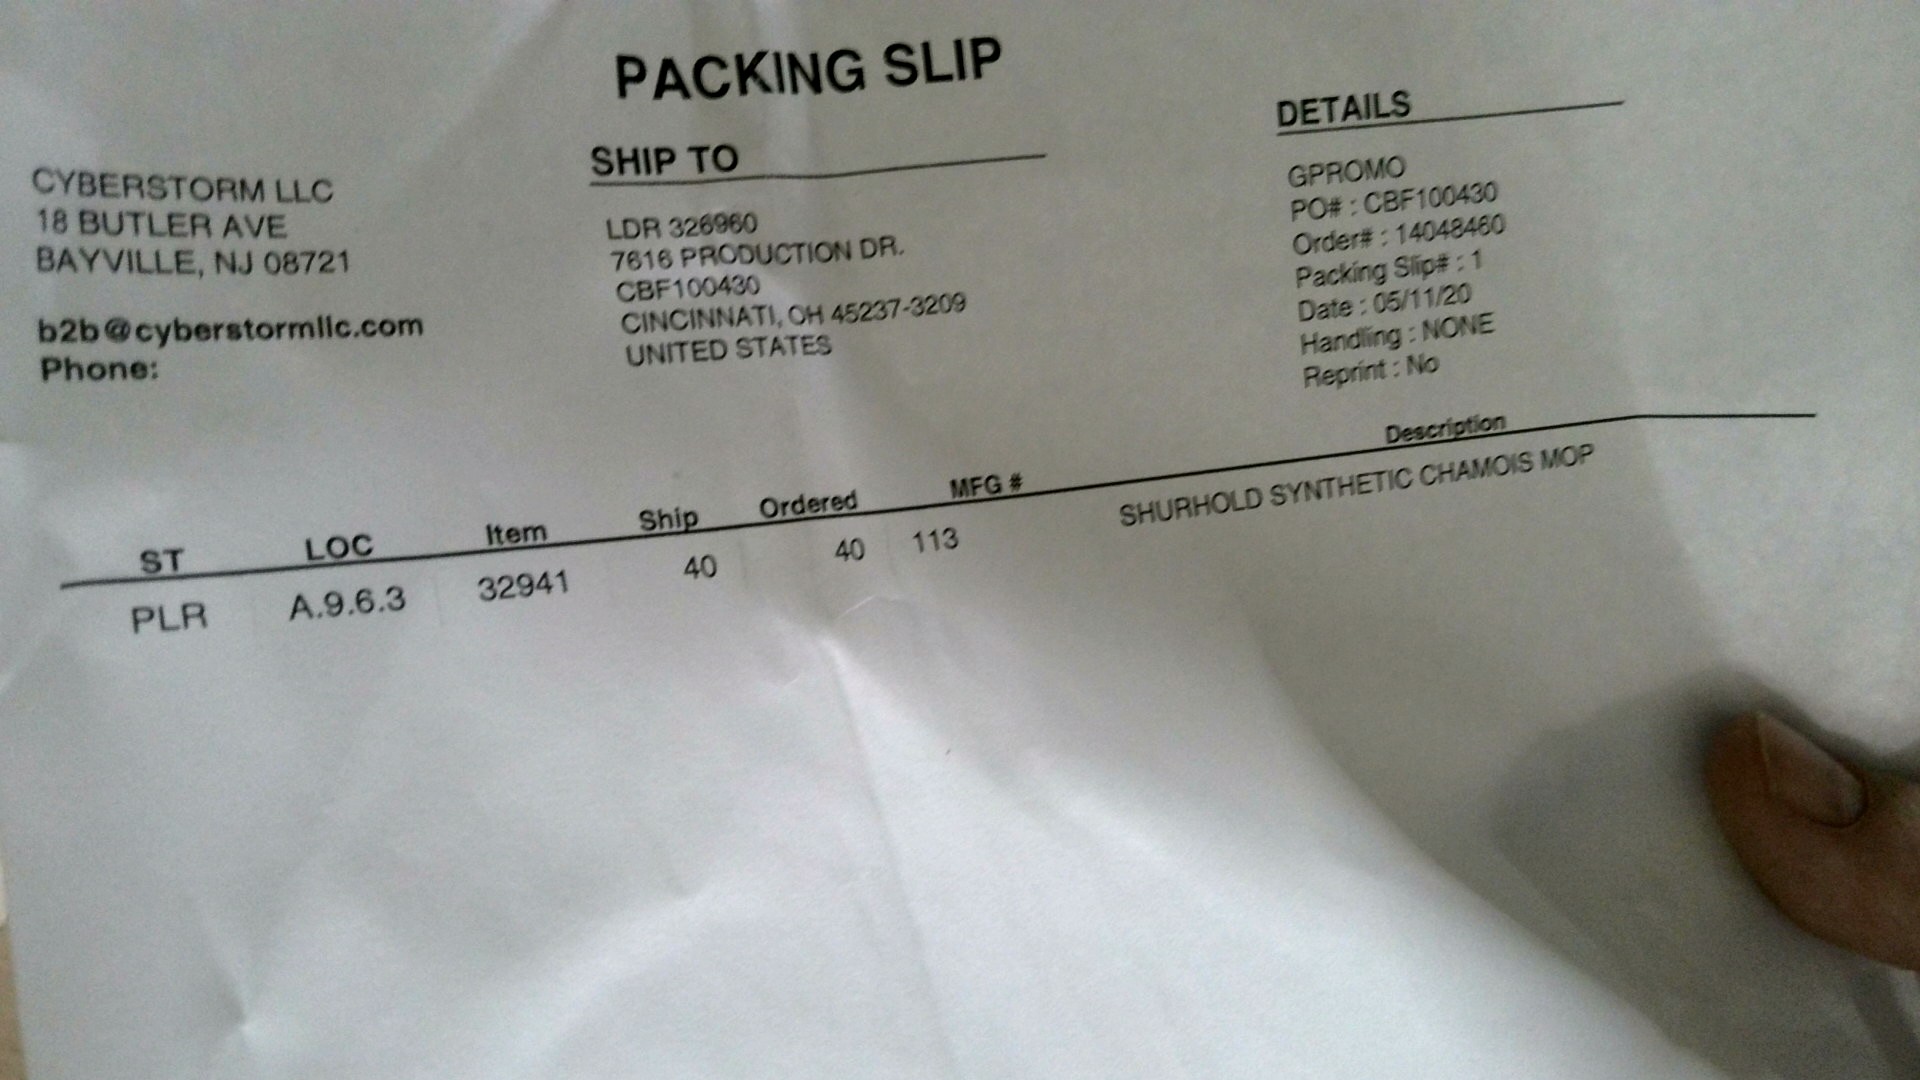 PACKING SLIP
CYBERSTORM LLC
18 BUTLER AVE
BAYVILLE, NJ 08721
b2b@cyberstormllc.com
Phone:
SHIP TO
LDR 326960
7616 PRODUCTION DR.
CBF100430
CINCINNATI, OH 45237-3209
UNITED STATES
DETAILS
GPROMO
PO# : CBF100430
Order# : 14048460
Packing Slip# : 1
Date : 05/11/20
Handling : NONE
Reprint : No
ST LOC Item Ship Ordered MFG # Description
PLR A.9.6.3 32941 40 40 113 SHURHOLD SYNTHETIC CHAMOIS MOP